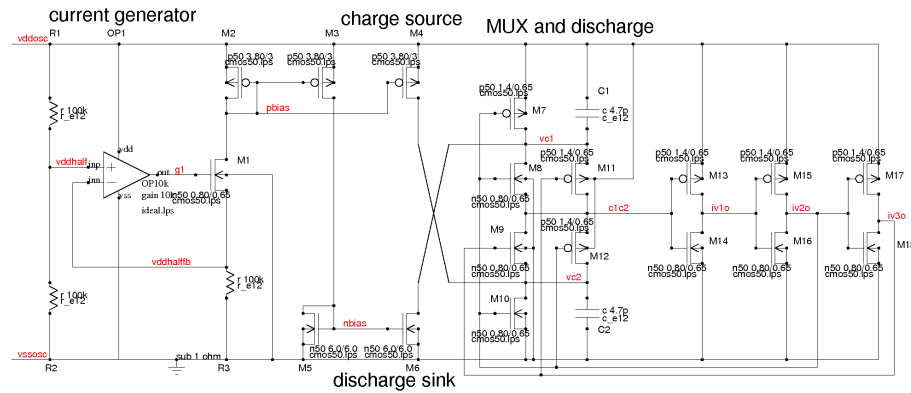 current generator
charge source
MUX and discharge
R1
OP1
M2
M3
M4
vddosc
p50 3.80/3
cmos50.lps
p50 3.80/3
cmos50.lps
p50 3.80/3
cmos50.lps
p50 1.4/0.65
cmos50.lps
M7
C1
c 4.7p
c_e12
r 100k
r_e12
pbias
vc1
vdd
vddhalf
inp
inn
out
g1
M1
OP10k
vss
ideal.lps
n50 0.80/0.65
cmos50.lps
p50 1.4/0.65
cmos50.lps
M8
M11
n50 0.80/0.65
cmos50.lps
c1c2
p50 1.4/0.65
cmos50.lps
M13
p50 1.4/0.65
cmos50.lps
M15
p50 1.4/0.65
cmos50.lps
M17
iv1o
iv2o
iv3o
M9
p50 1.4/0.65
cmos50.lps
M12
M14
M16
n50 0.80/0.65
cmos50.lps
n50 0.80/0.65
cmos50.lps
n50 0.80/0.65
cmos50.lps
n50 0.80/0.65
cmos50.lps
vddhalffb
r 100k
r_e12
r 100k
r_e12
vc2
M10
n50 0.80/0.65
cmos50.lps
c 4.7p
c_e12
C2
nbias
n50 6.0/6.0
cmos50.lps
n50 6.0/6.0
cmos50.lps
vssosc
sub 1 ohm
R2
R3
M5
M6
discharge sink